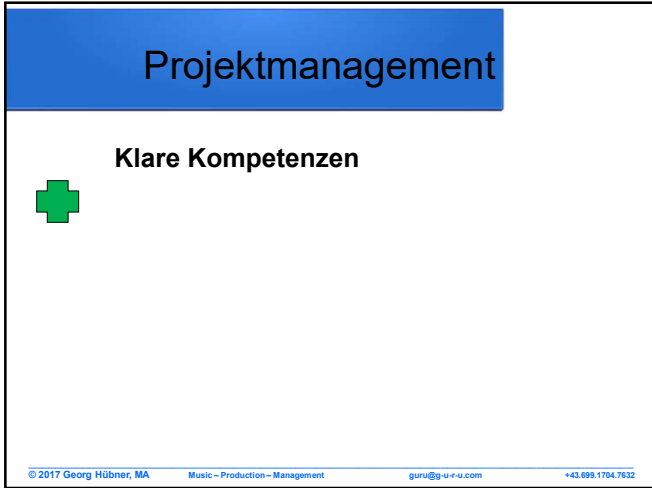 Projektmanagement
Klare Kompetenzen
© 2017 Georg Hübner, MA Music – Production – Management guru@g-u-r-u.com +43.699.1704.7632